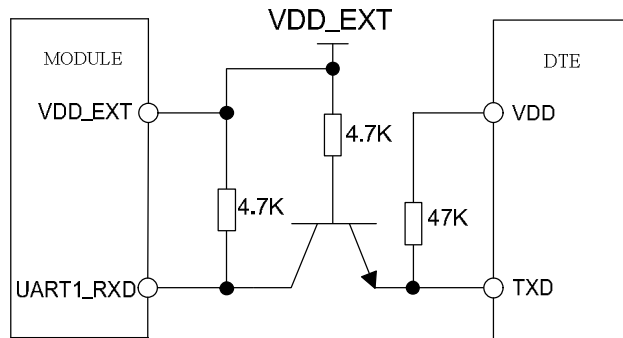 VDD_EXT
MODULE
DTE
VDD_EXT
VDD
4.7K
4.7K
47K
UART1_RXD
TXD